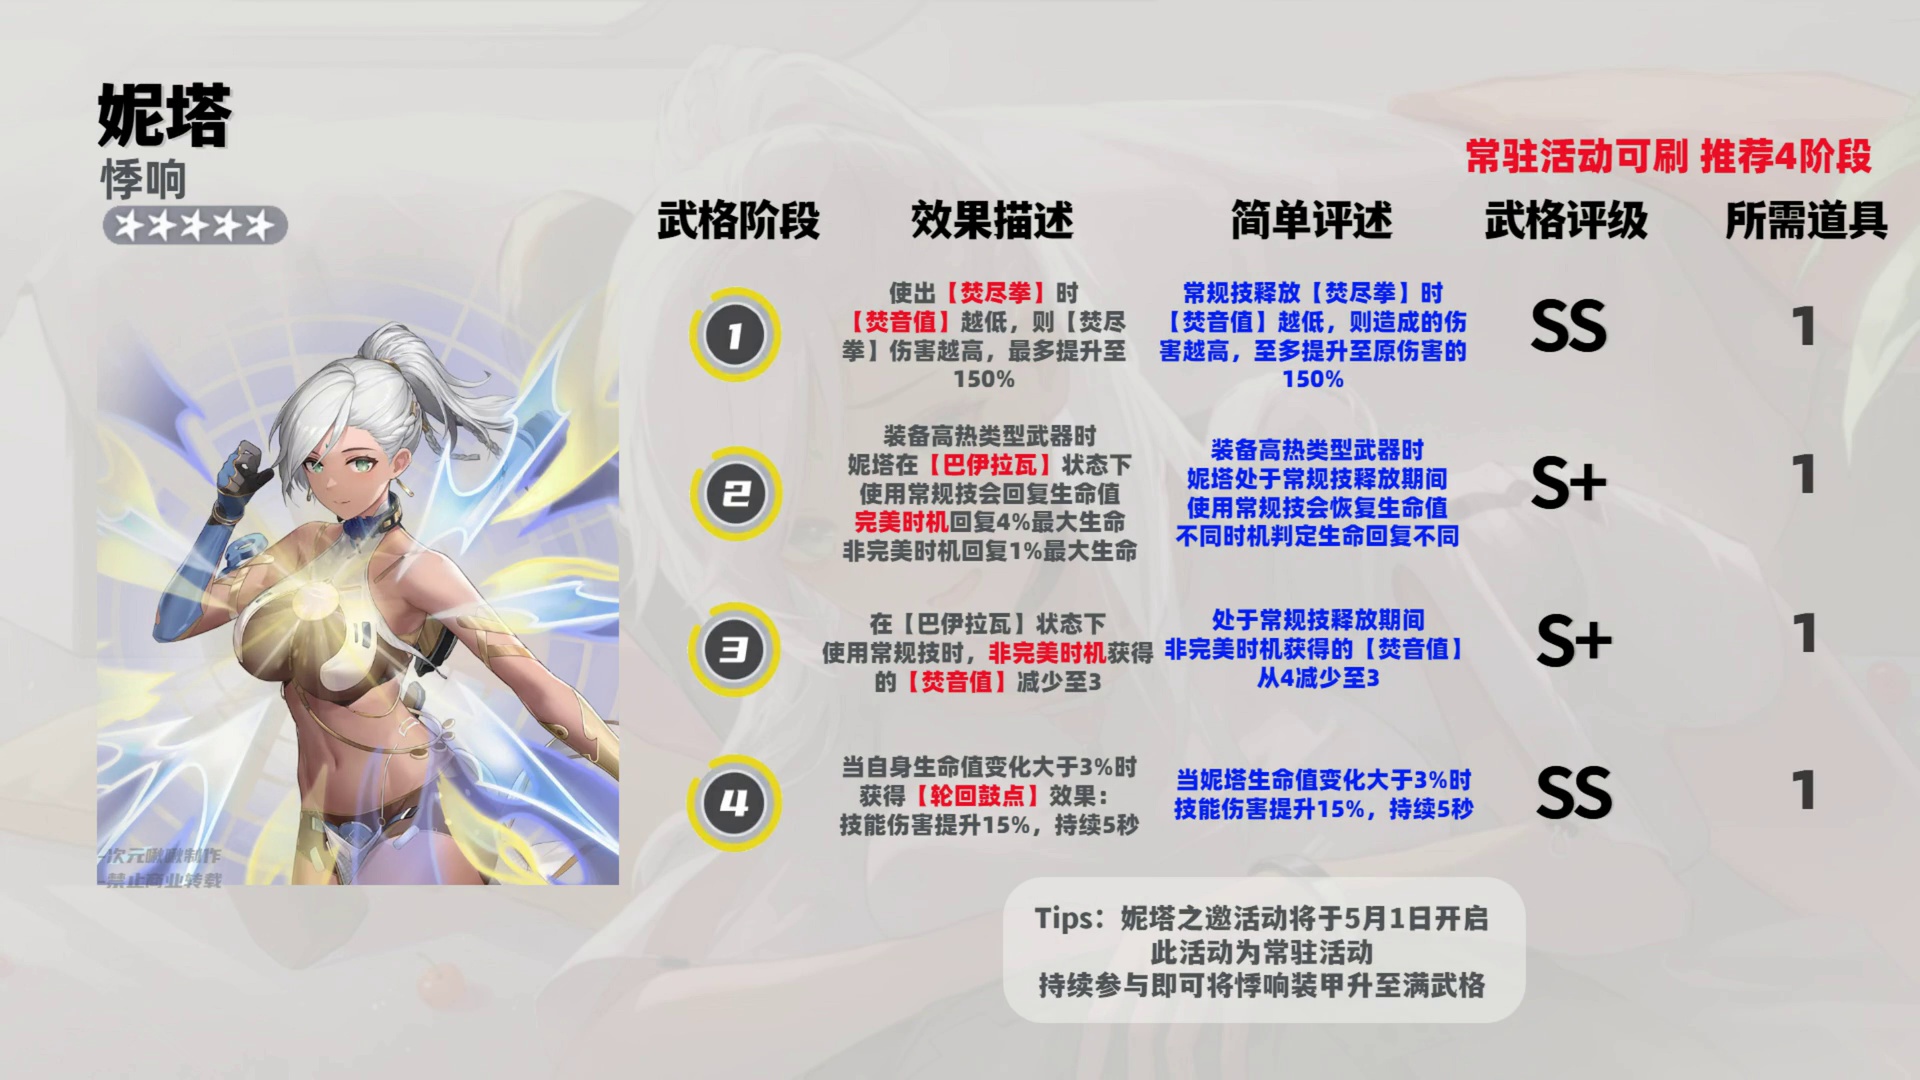 妮塔
悸响
常驻活动可刷 推荐4阶段
武格阶段
效果描述
简单评述
武格评级
所需道具
1
使出【焚尽拳】时
【焚音值】越低，则【焚尽
拳】伤害越高，最多提升至
150%
常规技释放【焚尽拳】时
【焚音值】越低，则造成的伤
害越高，至多提升至原伤害的
150%
SS
1
2
装备高热类型武器时
妮塔在【巴伊拉瓦】状态下
使用常规技会回复生命值
完美时机回复4%最大生命
非完美时机回复1%最大生命
装备高热类型武器时
妮塔处于常规技释放期间
使用常规技会恢复生命值
不同时机判定生命回复不同
S+
1
3
在【巴伊拉瓦】状态下
使用常规技时，非完美时机获得
的【焚音值】减少至3
处于常规技释放期间
非完美时机获得的【焚音值】
从4减少至3
S+
1
4
当自身生命值变化大于3%时
获得【轮回鼓点】效果：
技能伤害提升15%，持续5秒
当妮塔生命值变化大于3%时
技能伤害提升15%，持续5秒
SS
1
-次元瞅瞅制作
-禁止商业转载
Tips：妮塔之邀活动将于5月1日开启
此活动为常驻活动
持续参与即可将悸响装甲升至满武格